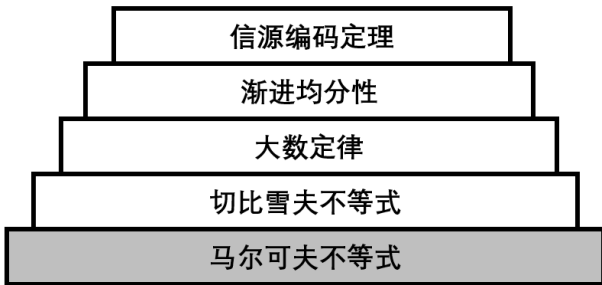 信源编码定理
渐进均分性
大数定律
切比雪夫不等式
马尔可夫不等式